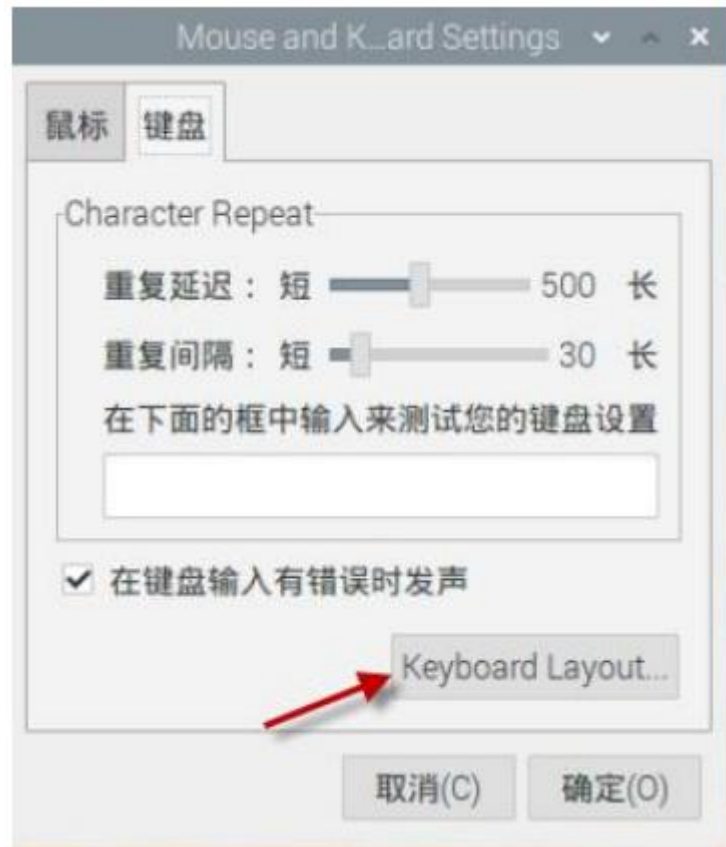 Mouse and K...ard Settings
鼠标 键盘
Character Repeat
重复延迟： 短 500 长
重复间隔： 短 30 长
在下面的框中输入来测试您的键盘设置
在键盘输入有错误时发声
Keyboard Layout...
取消(C) 确定(O)